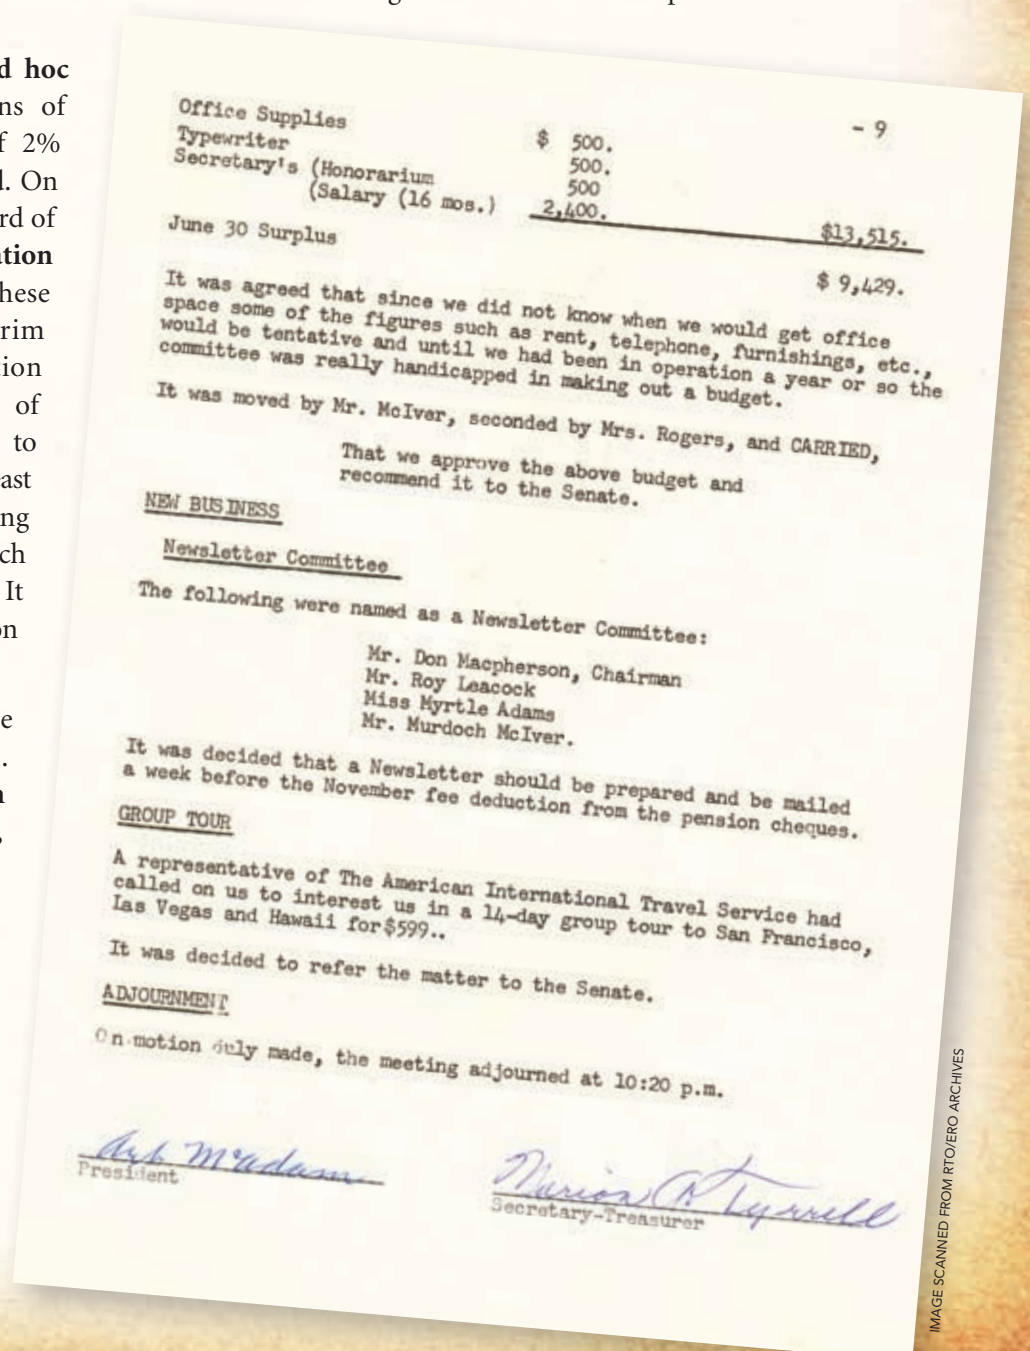 d hoc
ns of
f 2%
d. On
rd of
ation
hese
rim
tion
of
to
east
ng
ch
It
on
e
.
n
,
- 9
Office Supplies $ 500.
Typewriter 500.
Secretary's (Honorarium 500
(Salary (16 mos.) 2,400. $13,515.
June 30 Surplus $ 9,429.
It was agreed that since we did not know when we would get office
space some of the figures such as rent, telephone, furnishings, etc.,
would be tentative and until we had been in operation a year or so the
committee was really handicapped in making out a budget.
It was moved by Mr. McIver, seconded by Mrs. Rogers, and CARRIED,
That we approve the above budget and
recommend it to the Senate.
NEW BUSINESS
Newsletter Committee
The following were named as a Newsletter Committee:
Mr. Don Macpherson, Chairman
Mr. Roy Leacock
Miss Myrtle Adams
Mr. Murdoch McIver.
It was decided that a Newsletter should be prepared and be mailed
a week before the November fee deduction from the pension cheques.
GROUP TOUR
A representative of The American International Travel Service had
called on us to interest us in a 14-day group tour to San Francisco,
Las Vegas and Hawaii for $599..
It was decided to refer the matter to the Senate.
ADJOURNMENT
On motion duly made, the meeting adjourned at 10:20 p.m.
Arb McAdam
President
Marion A. Tyrrell
Secretary-Treasurer
IMAGE SCANNED FROM RTO/ERO ARCHIVES